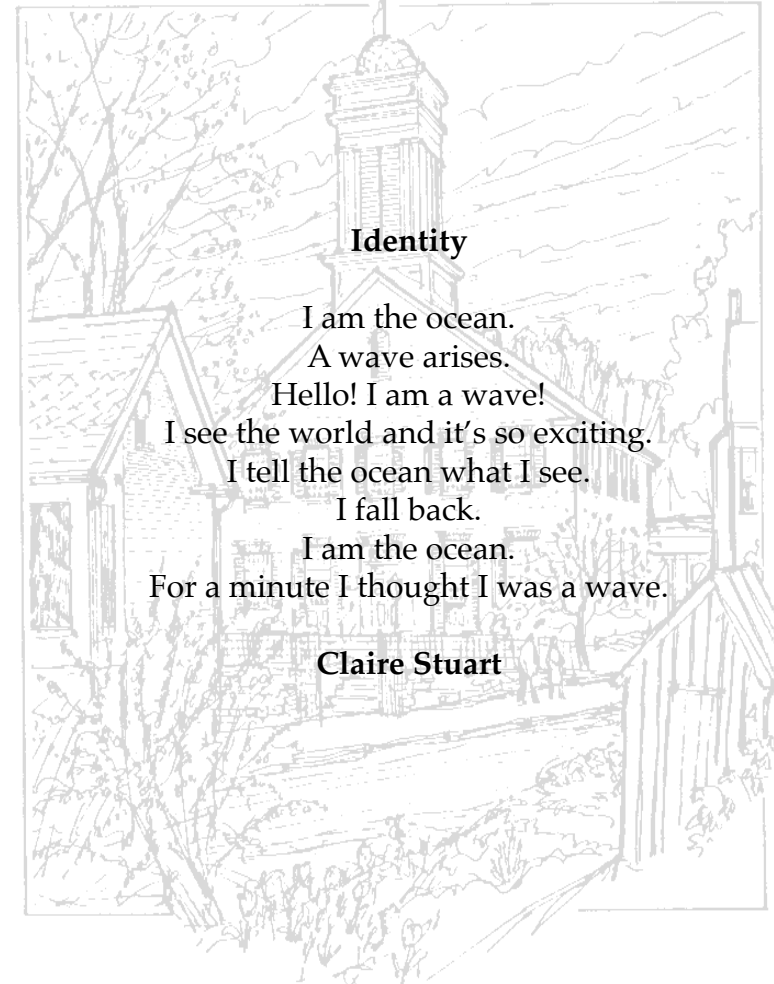 Identity
I am the ocean.
A wave arises.
Hello! I am a wave!
I see the world and it’s so exciting.
I tell the ocean what I see.
I fall back.
I am the ocean.
For a minute I thought I was a wave.
Claire Stuart